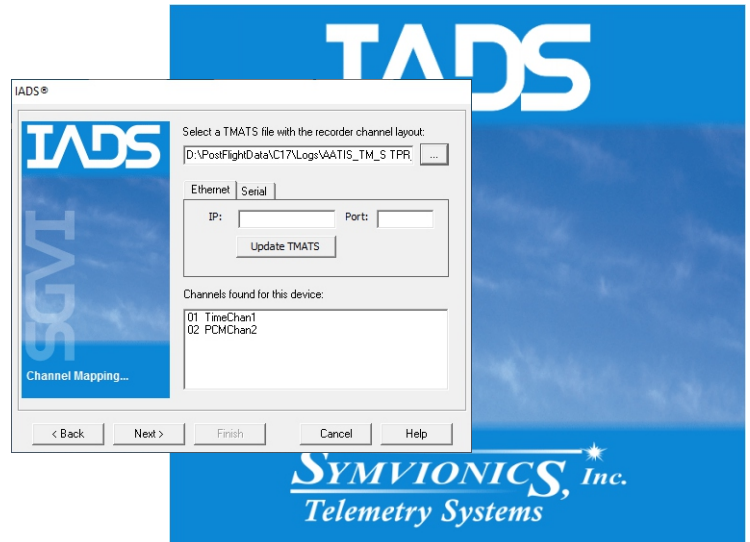 IADS
IADS®
IADS
SGVI
Channel Mapping...
Select a TMATS file with the recorder channel layout:
D:\PostFlightData\C17\Logs\AATIS_TM_S TPR_
...
Ethernet Serial
IP: Port:
Update TMATS
Channels found for this device:
01 TimeChan1
02 PCMChan2
< Back Next > Finish Cancel Help
SYMVIONICS, Inc.
Telemetry Systems